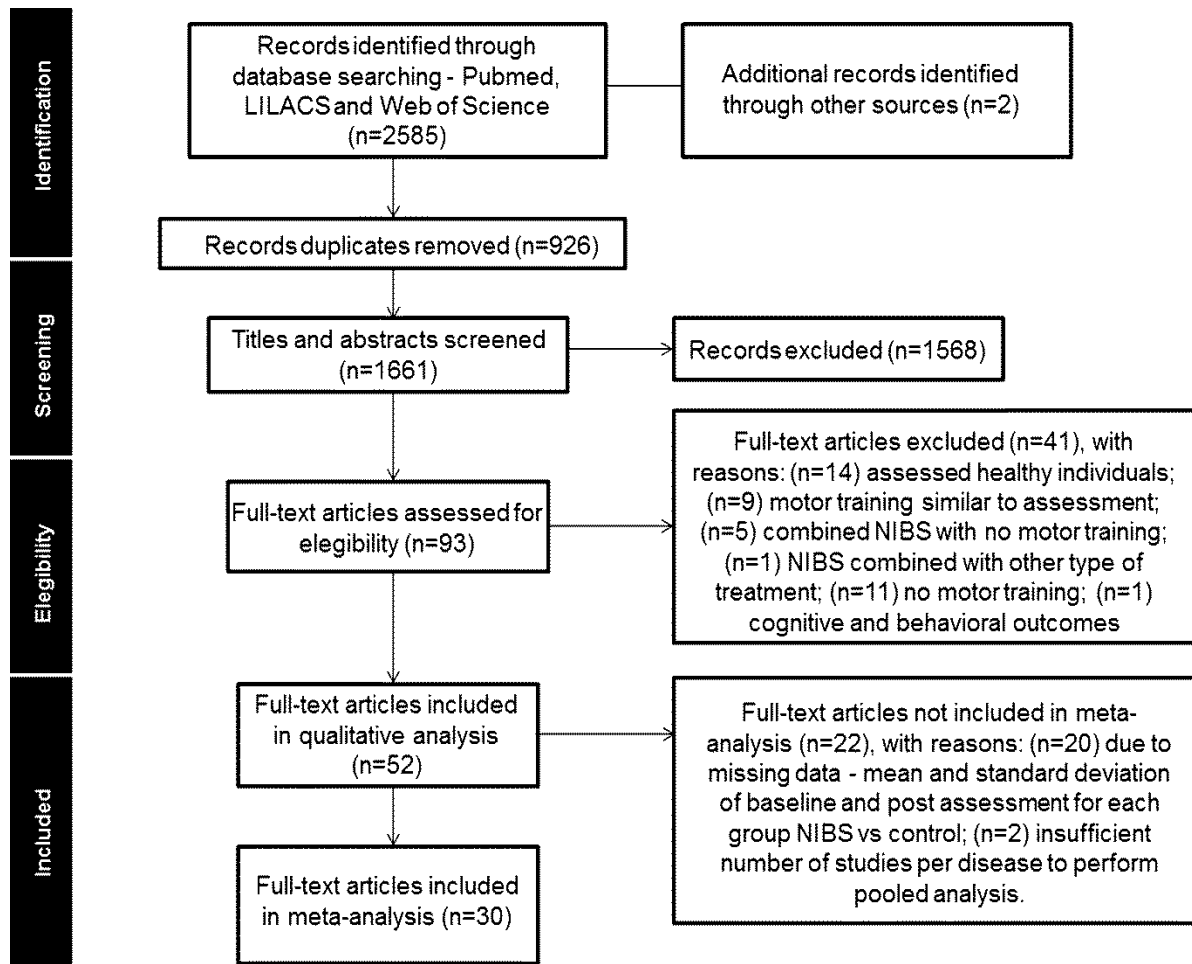 Identification
Records identified through
database searching - Pubmed,
LILACS and Web of Science
(n=2585)
Additional records identified
through other sources (n=2)
Records duplicates removed (n=926)
Screening
Titles and abstracts screened
(n=1661)
Records excluded (n=1568)
Elegibility
Full-text articles assessed for
elegibility (n=93)
Full-text articles excluded (n=41), with
reasons: (n=14) assessed healthy individuals;
(n=9) motor training similar to assessment;
(n=5) combined NIBS with no motor training;
(n=1) NIBS combined with other type of
treatment; (n=11) no motor training; (n=1)
cognitive and behavioral outcomes
Included
Full-text articles included
in qualitative analysis
(n=52)
Full-text articles not included in meta-
analysis (n=22), with reasons: (n=20) due to
missing data - mean and standard deviation
of baseline and post assessment for each
group NIBS vs control; (n=2) insufficient
number of studies per disease to perform
pooled analysis.
Full-text articles included
in meta-analysis (n=30)